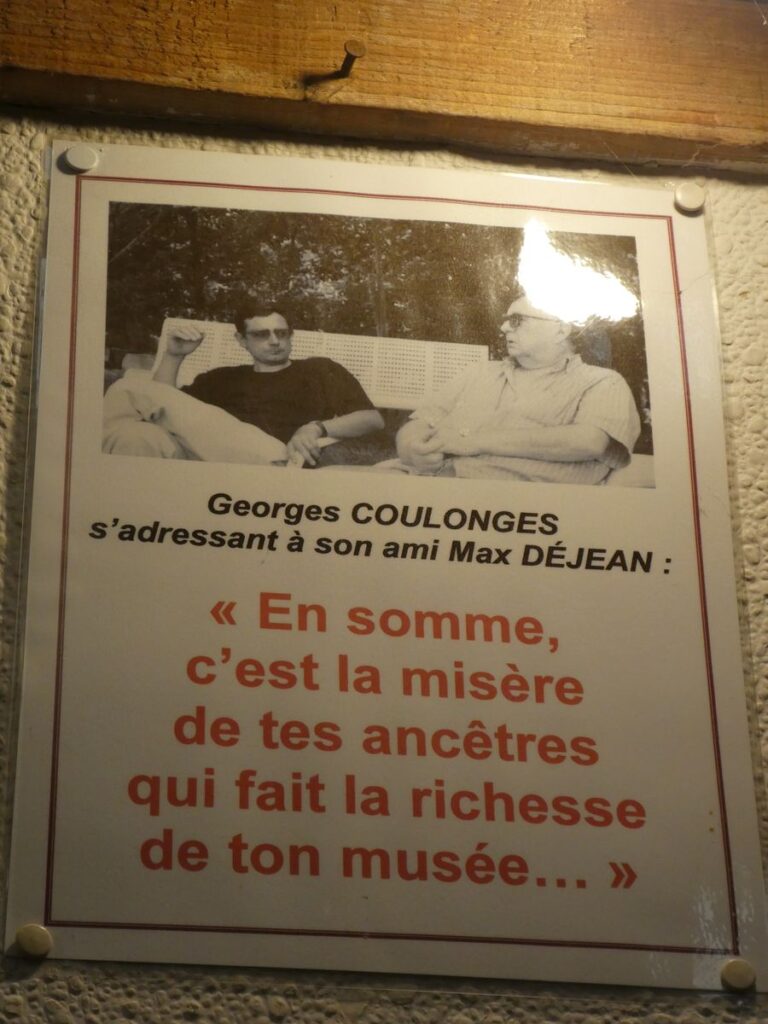 Georges COULONGES
s'adressant à son ami Max DÉJEAN :
« En somme,
c'est la misère
de tes ancêtres
qui fait la richesse
de ton musée... »